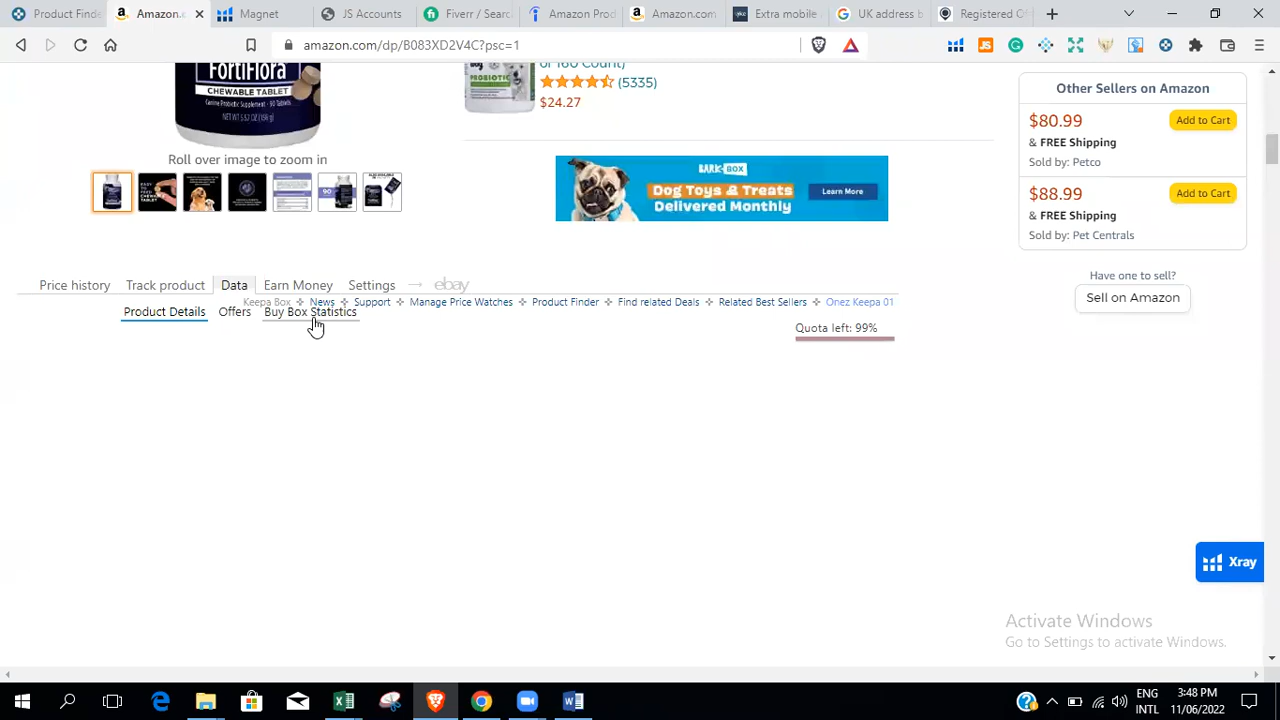 Product Finde
Amazon.c
Magnet
JS Accounts
Fiverr / Searc
Amazon Prod
Amazon.com
Extra mobile
UK address b
Registered Of
amazon.com/dp/B083XD2V4C?psc=1
FortiFlora
CHEWABLE TABLET
PROBIOTIC
or 160 Count)
(5335)
$24.27
Roll over image to zoom in
90
BARK BOX
Dog Toys & Treats
Delivered Monthly
Learn More
Other Sellers on Amazon
$80.99
Add to Cart
& FREE Shipping
Sold by: Petco
$88.99
Add to Cart
& FREE Shipping
Sold by: Pet Centrals
Have one to sell?
Sell on Amazon
Price history Track product Data Earn Money Settings → ebay
Keepa Box News Support Manage Price Watches Product Finder Find related Deals Related Best Sellers Onez Keepa 01
Product Details Offers Buy Box Statistics
Quota left: 99%
Xray
Activate Windows
Go to Settings to activate Windows.
ENG
INTL
3:48 PM
11/06/2022